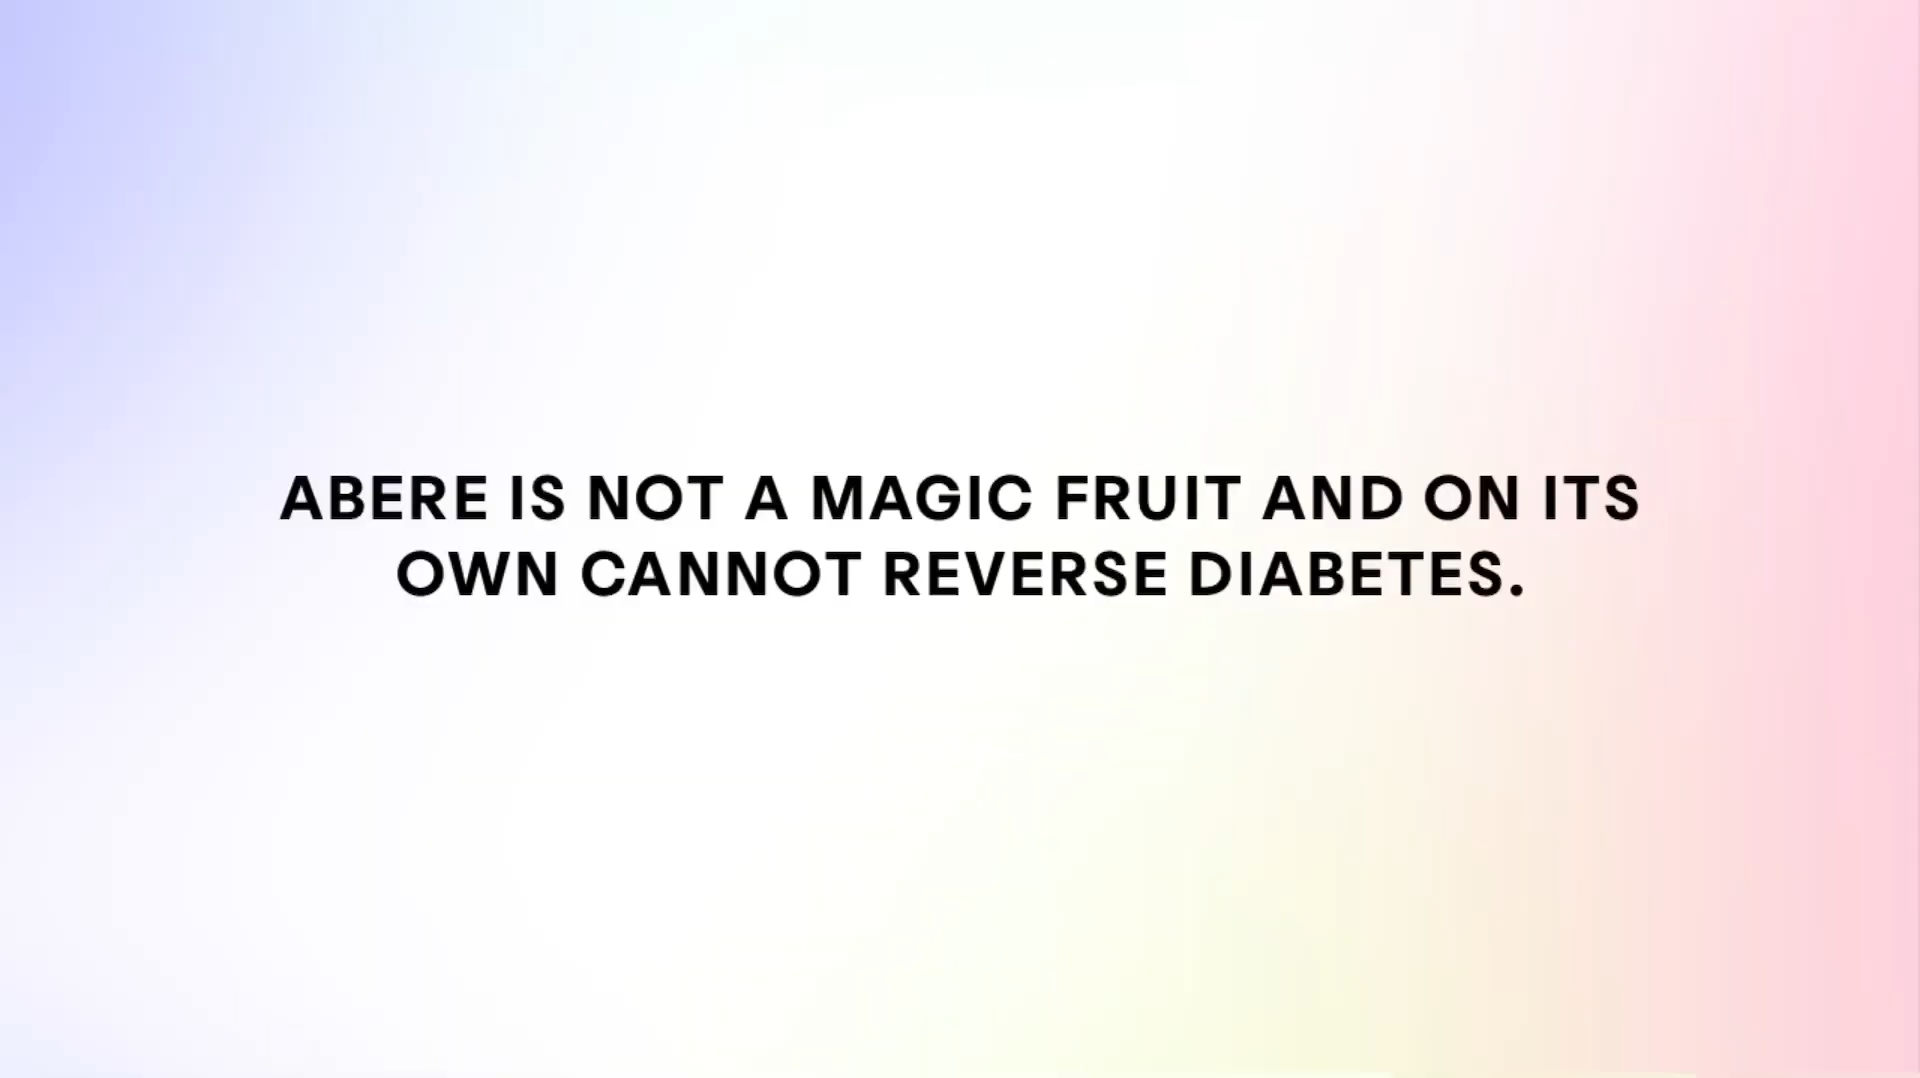 ABERE IS NOT A MAGIC FRUIT AND ON ITS
OWN CANNOT REVERSE DIABETES.